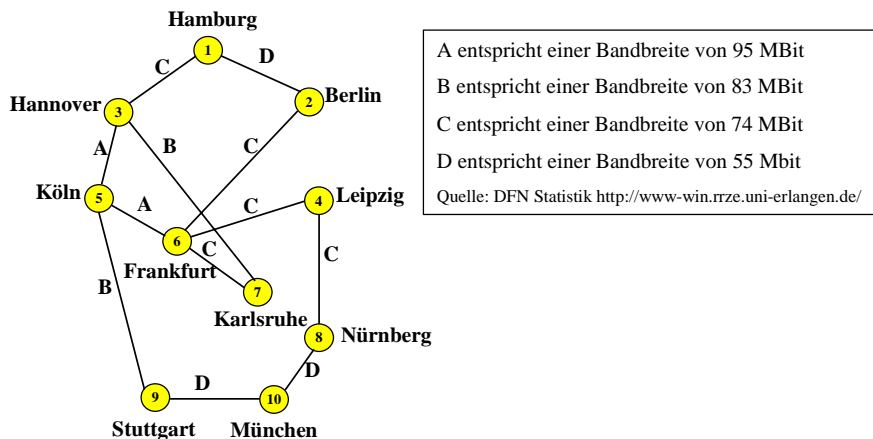 Hamburg
1
C
D
Hannover
3
2
Berlin
A
B
C
Köln
5
A
C
4
Leipzig
6
C
C
Frankfurt
B
7
Karlsruhe
8
Nürnberg
D
D
9
10
Stuttgart
München
A entspricht einer Bandbreite von 95 MBit
B entspricht einer Bandbreite von 83 MBit
C entspricht einer Bandbreite von 74 MBit
D entspricht einer Bandbreite von 55 Mbit
Quelle: DFN Statistik http://www-win.rrze.uni-erlangen.de/